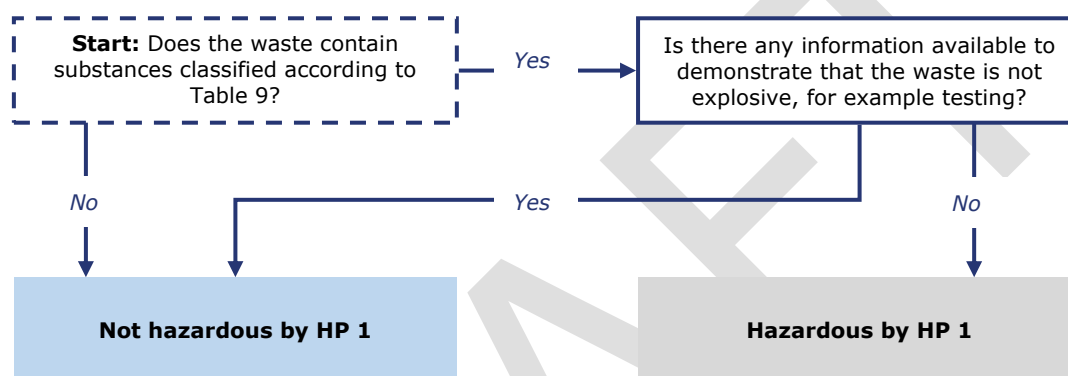 Start: Does the waste contain
substances classified according to
Table 9?
Yes
Is there any information available to
demonstrate that the waste is not
explosive, for example testing?
No
Yes
No
Not hazardous by HP 1
Hazardous by HP 1